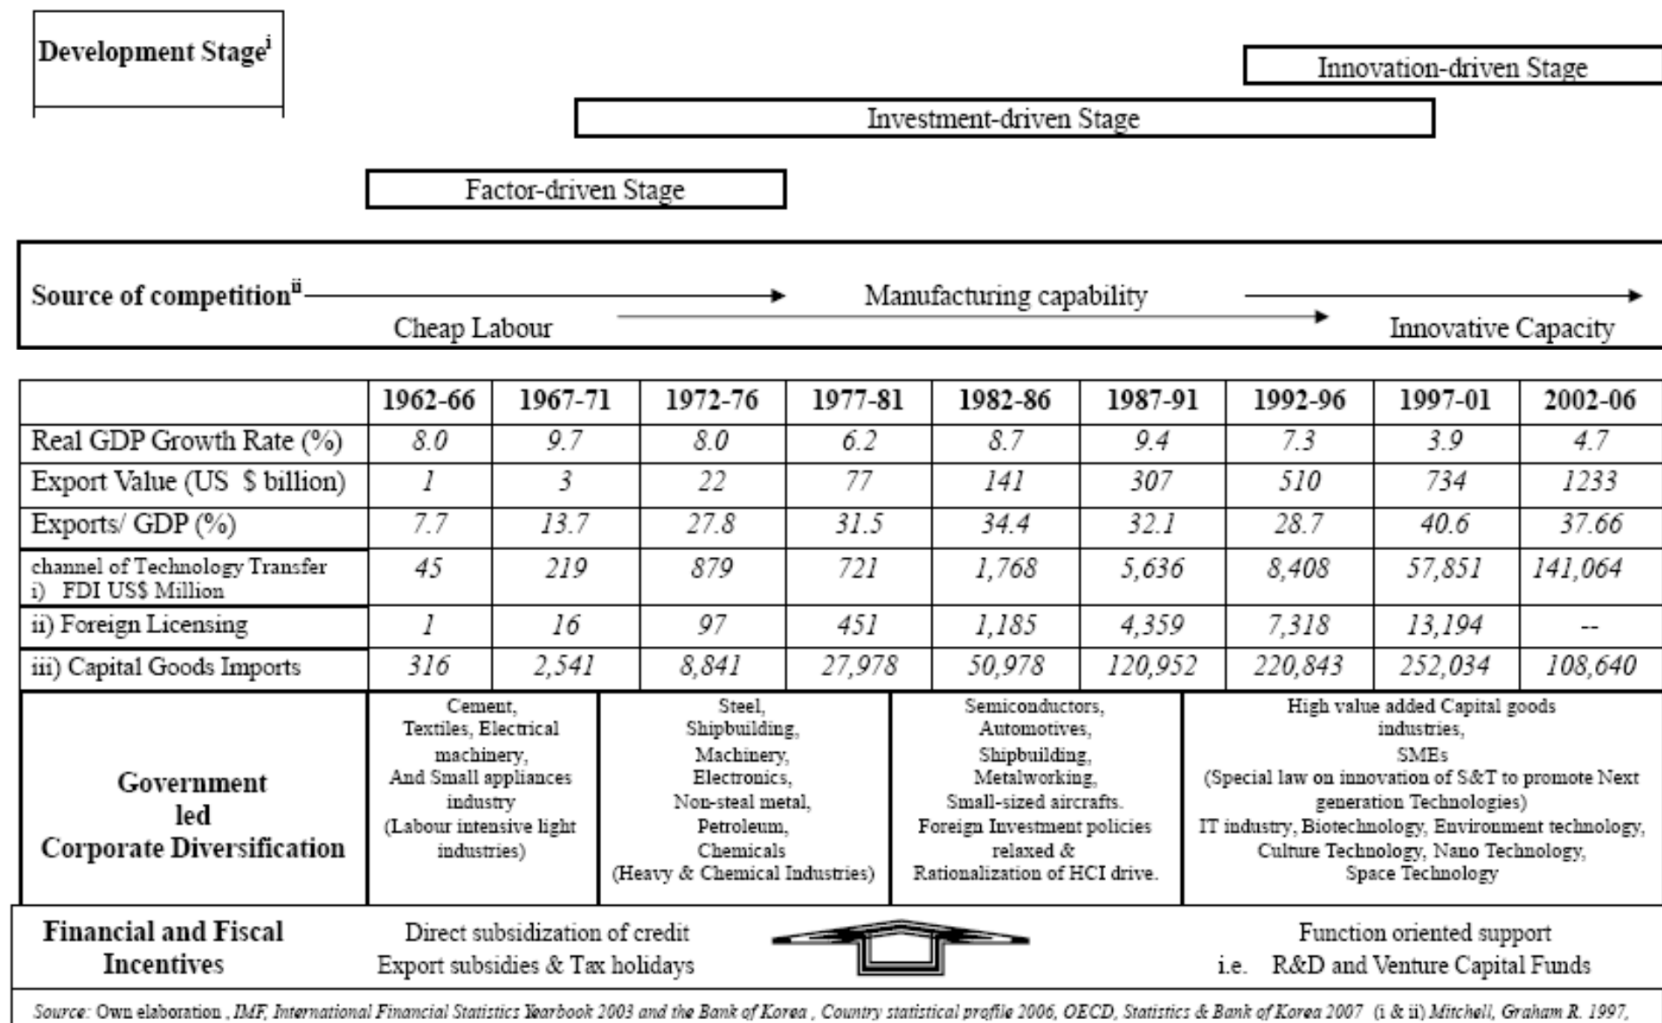 Development Stage i
Innovation-driven Stage
Investment-driven Stage
Factor-driven Stage
Source of competition ii
Manufacturing capability
Cheap Labour
Innovative Capacity
1962-66 1967-71 1972-76 1977-81 1982-86 1987-91 1992-96 1997-01 2002-06
Real GDP Growth Rate (%) 8.0 9.7 8.0 6.2 8.7 9.4 7.3 3.9 4.7
Export Value (US $ billion) 1 3 22 77 141 307 510 734 1233
Exports/ GDP (%) 7.7 13.7 27.8 31.5 34.4 32.1 28.7 40.6 37.66
channel of Technology Transfer
i) FDI US$ Million 45 219 879 721 1,768 5,636 8,408 57,851 141,064
ii) Foreign Licensing 1 16 97 451 1,185 4,359 7,318 13,194 --
iii) Capital Goods Imports 316 2,541 8,841 27,978 50,978 120,952 220,843 252,034 108,640
Government
led
Corporate Diversification
Cement,
Textiles, Electrical
machinery,
And Small appliances
industry
(Labour intensive light
industries)
Steel,
Shipbuilding,
Machinery,
Electronics,
Non-steal metal,
Petroleum,
Chemicals
(Heavy & Chemical Industries)
Semiconductors,
Automotives,
Shipbuilding,
Metalworking,
Small-sized aircrafts.
Foreign Investment policies
relaxed &
Rationalization of HCI drive.
High value added Capital goods
industries,
SMEs
(Special law on innovation of S&T to promote Next
generation Technologies)
IT industry, Biotechnology, Environment technology,
Culture Technology, Nano Technology,
Space Technology
Financial and Fiscal
Incentives
Direct subsidization of credit
Export subsidies & Tax holidays
Function oriented support
i.e. R&D and Venture Capital Funds
Source: Own elaboration , IMF, International Financial Statistics Yearbook 2003 and the Bank of Korea , Country statistical profile 2006, OECD, Statistics & Bank of Korea 2007 (i & ii) Mitchell, Graham R. 1997,